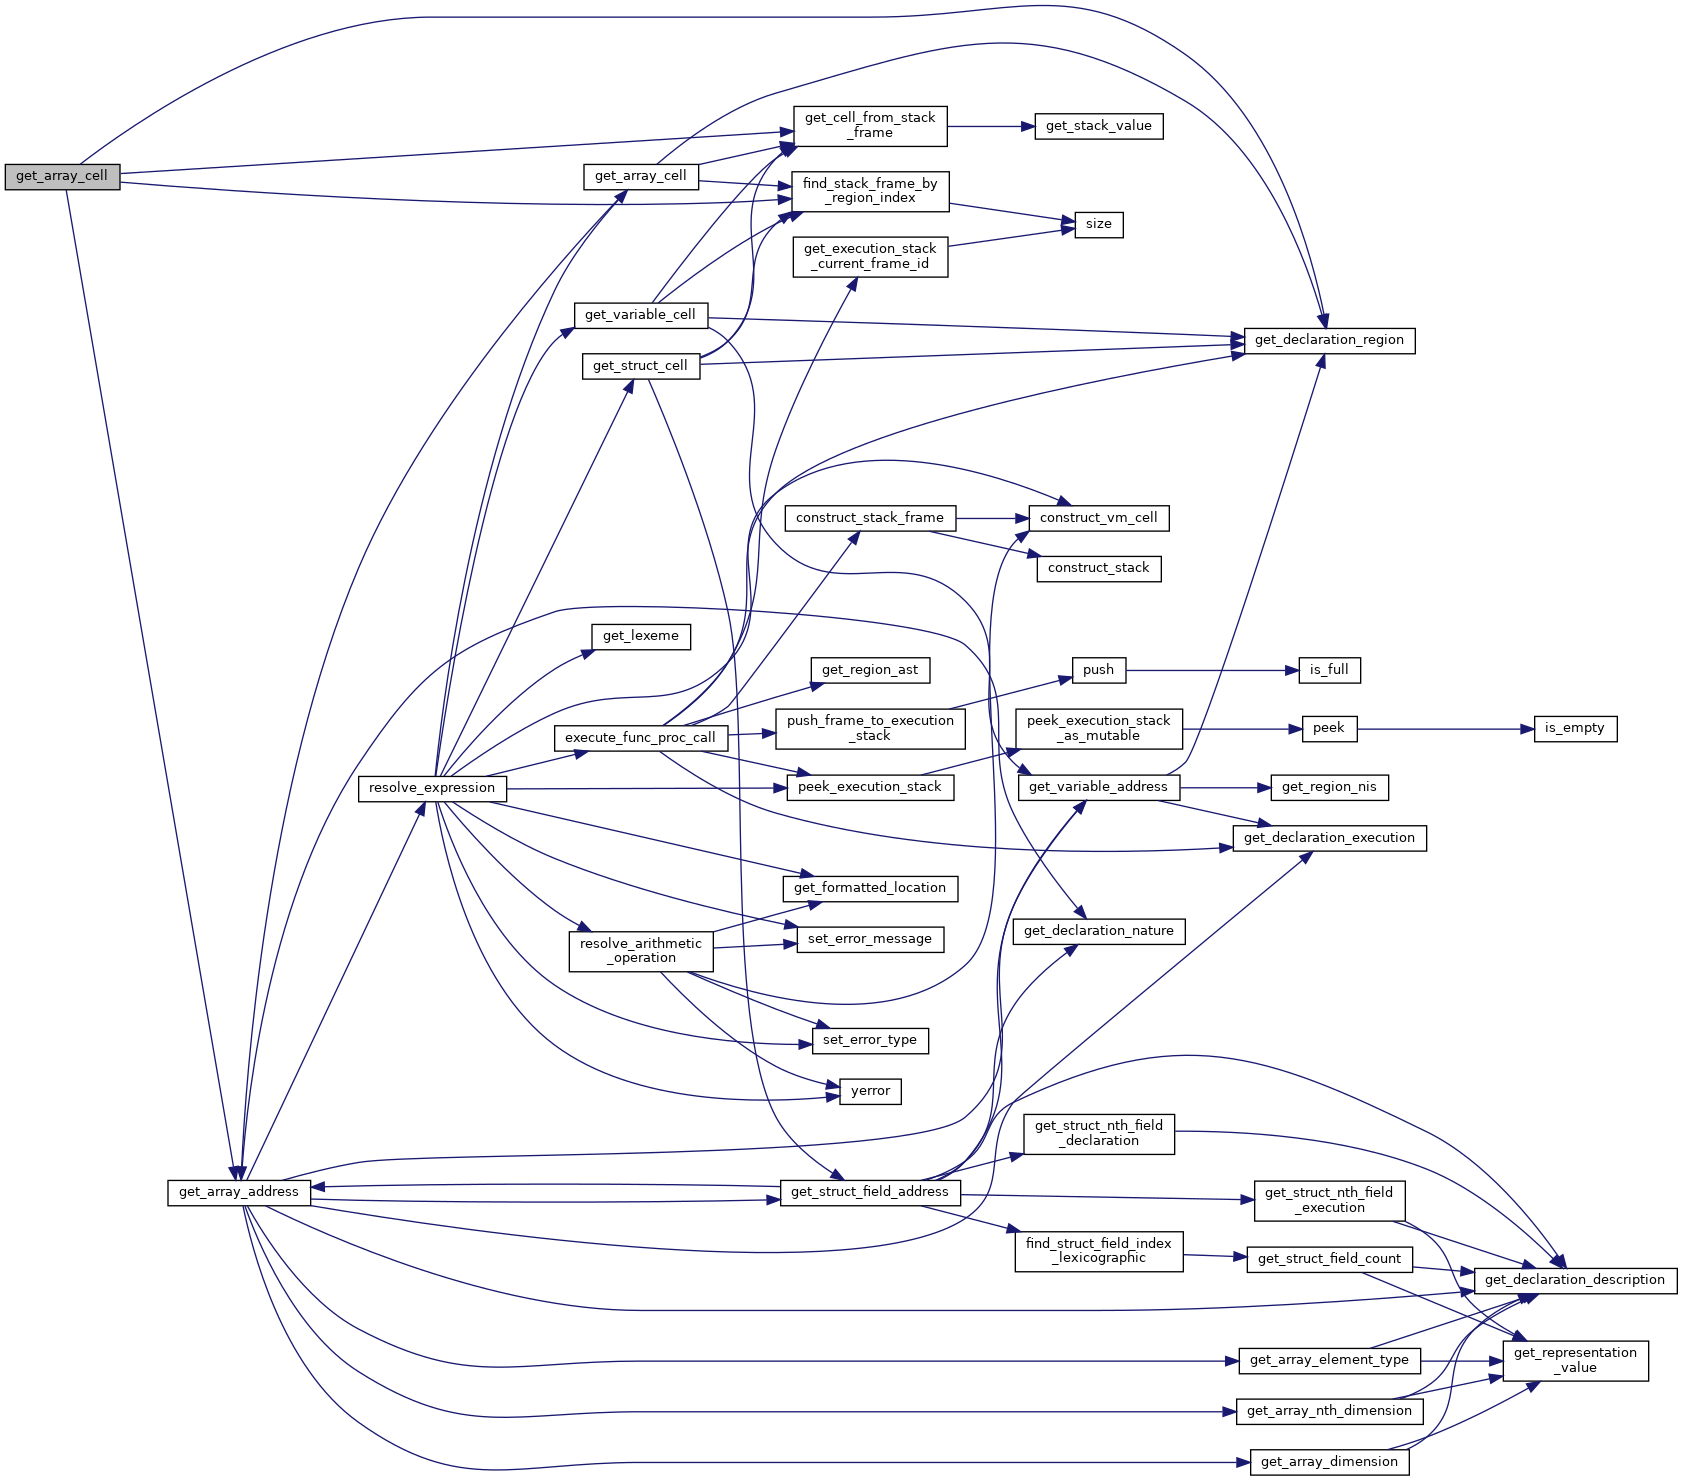 get_array_cell
get_cell_from_stack
_frame
get_stack_value
get_array_cell
find_stack_frame_by
_region_index
size
get_execution_stack
_current_frame_id
get_variable_cell
get_declaration_region
get_struct_cell
construct_stack_frame
construct_vm_cell
construct_stack
get_lexeme
get_region_ast
push
is_full
push_frame_to_execution
_stack
peek_execution_stack
_as_mutable
peek
is_empty
execute_func_proc_call
resolve_expression
peek_execution_stack
get_variable_address
get_region_nis
get_declaration_execution
get_formatted_location
get_declaration_nature
resolve_arithmetic
_operation
set_error_message
set_error_type
yerror
get_struct_nth_field
_declaration
get_array_address
get_struct_field_address
get_struct_nth_field
_execution
find_struct_field_index
_lexicographic
get_struct_field_count
get_declaration_description
get_array_element_type
get_representation
_value
get_array_nth_dimension
get_array_dimension